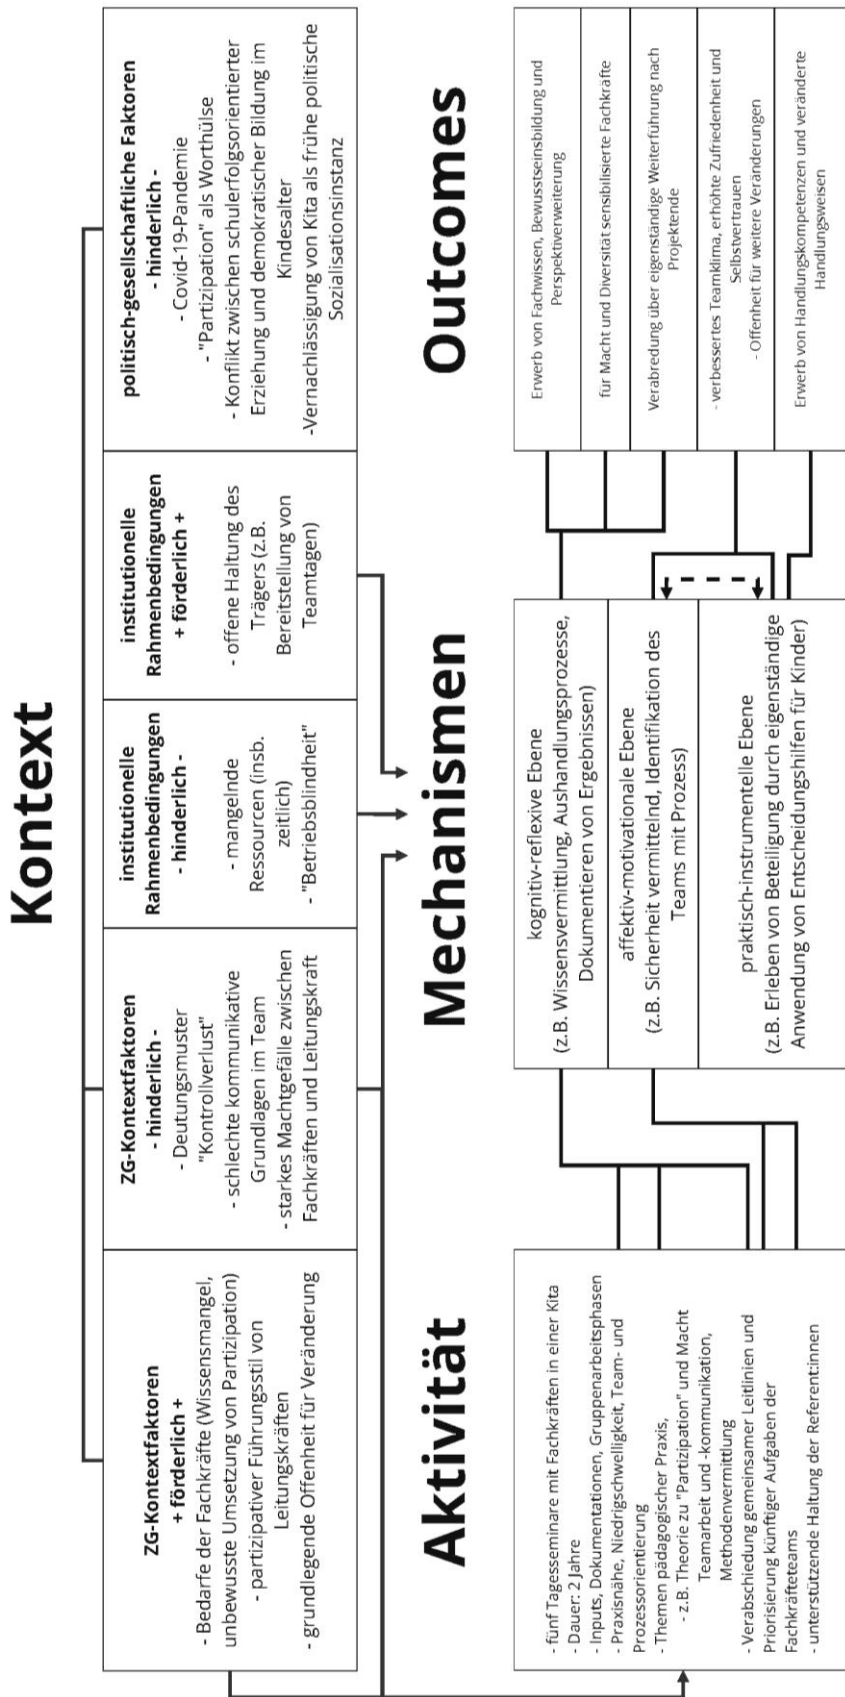 Kontext
ZG-Kontextfaktoren
+ förderlich +
- Bedarfe der Fachkräfte (Wissensmangel,
unbewusste Umsetzung von Partizipation)
- partizipativer Führungsstil von
Leitungskräften
- grundlegende Offenheit für Veränderung
ZG-Kontextfaktoren
- hinderlich -
- Deutungsmuster
"Kontrollverlust"
- schlechte kommunikative
Grundlagen im Team
- starkes Machtgefälle zwischen
Fachkräften und Leitungskraft
institutionelle
Rahmenbedingungen
- hinderlich -
- mangelnde
Ressourcen (insb.
zeitlich)
- "Betriebsblindheit"
institutionelle
Rahmenbedingungen
+ förderlich +
- offene Haltung des
Trägers (z.B.
Bereitstellung von
Teamtagen)
politisch-gesellschaftliche Faktoren
- hinderlich -
- Covid-19-Pandemie
- "Partizipation" als Worthülse
- Konflikt zwischen schulerfolgsorientierter
Erziehung und demokratischer Bildung im
Kindesalter
-Vernachlässigung von Kita als frühe politische
Sozialisationsinstanz
Aktivität
- fünf Tagesseminare mit Fachkräften in einer Kita
- Dauer: 2 Jahre
- Inputs, Dokumentationen, Gruppenarbeitsphasen
- Praxisnähe, Niedrigschwelligkeit, Team- und
Prozessorientierung
- Themen pädagogischer Praxis,
- z.B. Theorie zu "Partizipation" und Macht
Teamarbeit und -kommunikation,
Methodenvermittlung
- Verabschiedung gemeinsamer Leitlinien und
Priorisierung künftiger Aufgaben der
Fachkräfteteams
- unterstützende Haltung der Referent:innen
Mechanismen
kognitiv-reflexive Ebene
(z.B. Wissensvermittlung, Aushandlungsprozesse,
Dokumentieren von Ergebnissen)
affektiv-motivationale Ebene
(z.B. Sicherheit vermittelnd, Identifikation des
Teams mit Prozess)
praktisch-instrumentelle Ebene
(z.B. Erleben von Beteiligung durch eigenständige
Anwendung von Entscheidungshilfen für Kinder)
Outcomes
Erwerb von Fachwissen, Bewusstseinsbildung und
Perspektiverweiterung
für Macht und Diversität sensibilisierte Fachkräfte
Verabredung über eigenständige Weiterführung nach
Projektende
- verbessertes Teamklima, erhöhte Zufriedenheit und
Selbstvertrauen
- Offenheit für weitere Veränderungen
Erwerb von Handlungskompetenzen und veränderte
Handlungsweisen